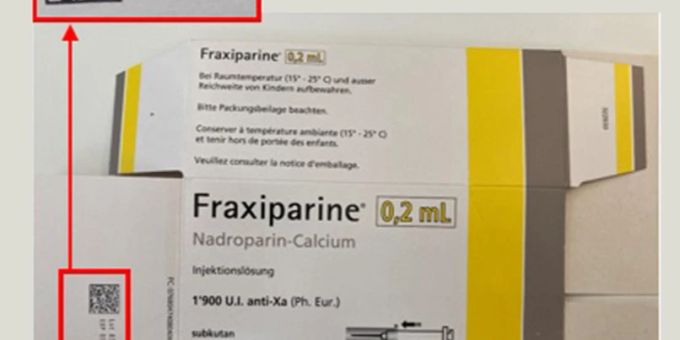 Fraxiparine® 0,2 mL
Bei Raumtemperatur (15° - 25° C) und ausser
Reichweite von Kindern aufbewahren.
Bitte Packungsbeilage beachten.
Conserver à température ambiante (15° - 25° C)
et tenir hors de portée des enfants.
Veuillez consulter la notice d'emballage.
Fraxiparine® 0,2 mL
Nadroparin-Calcium
Injektionslösung
1'900 U.I. anti-Xa (Ph. Eur.)
subkutan